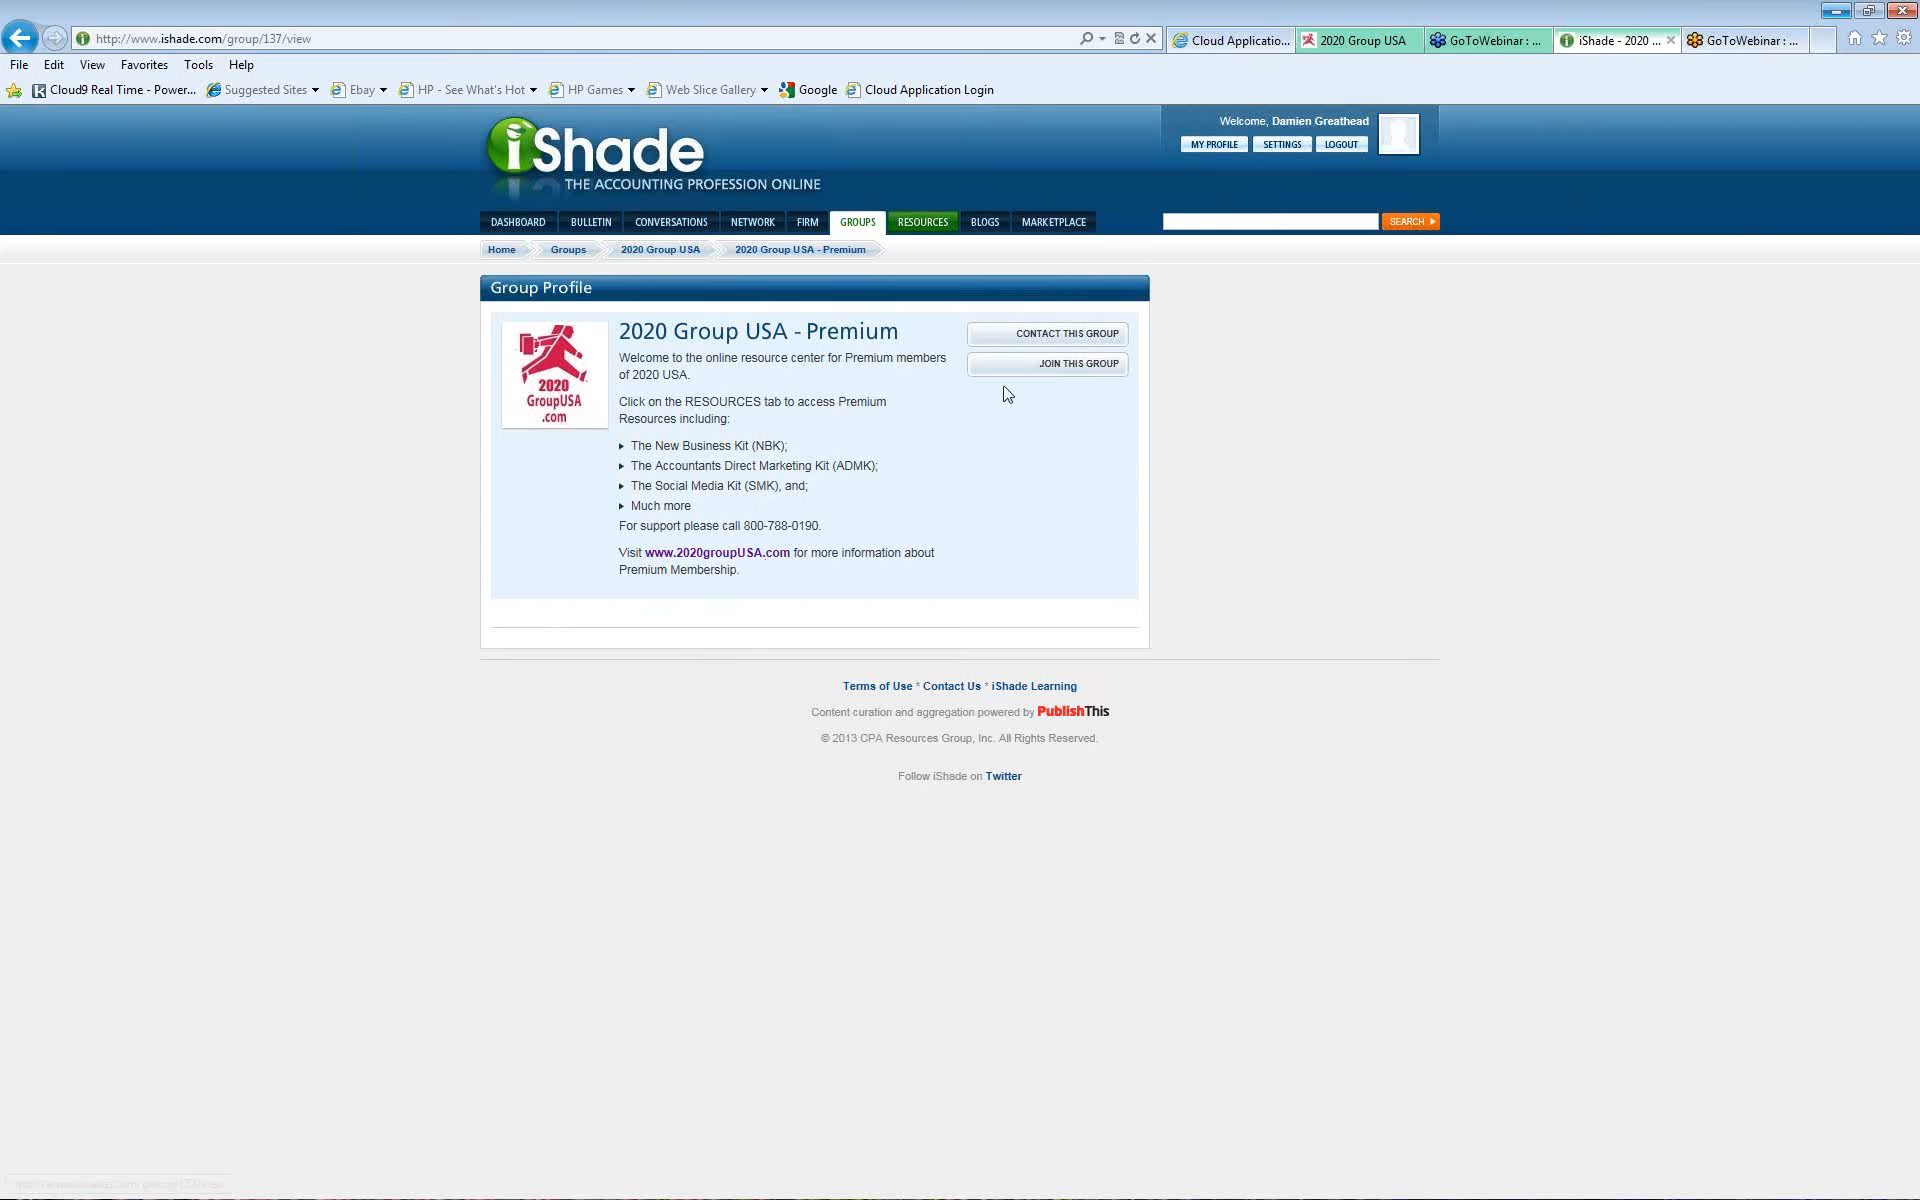 http://www.ishade.com/group/137/view
Cloud Applicatio...
2020 Group USA
GoToWebinar : ...
iShade - 2020 ...
GoToWebinar : ...
File Edit View Favorites Tools Help
Cloud9 Real Time - Power... Suggested Sites Ebay HP - See What's Hot HP Games Web Slice Gallery Google Cloud Application Login
iShade
THE ACCOUNTING PROFESSION ONLINE
Welcome, Damien Greathead
MY PROFILE SETTINGS LOGOUT
DASHBOARD BULLETIN CONVERSATIONS NETWORK FIRM GROUPS RESOURCES BLOGS MARKETPLACE
SEARCH
Home Groups 2020 Group USA 2020 Group USA - Premium
Group Profile
2020
GroupUSA
.com
2020 Group USA - Premium
Welcome to the online resource center for Premium members
of 2020 USA.
Click on the RESOURCES tab to access Premium
Resources including:
The New Business Kit (NBK);
The Accountants Direct Marketing Kit (ADMK);
The Social Media Kit (SMK), and;
Much more
For support please call 800-788-0190.
Visit www.2020groupUSA.com for more information about
Premium Membership.
CONTACT THIS GROUP
JOIN THIS GROUP
Terms of Use * Contact Us * iShade Learning
Content curation and aggregation powered by PublishThis
© 2013 CPA Resources Group, Inc. All Rights Reserved.
Follow iShade on Twitter